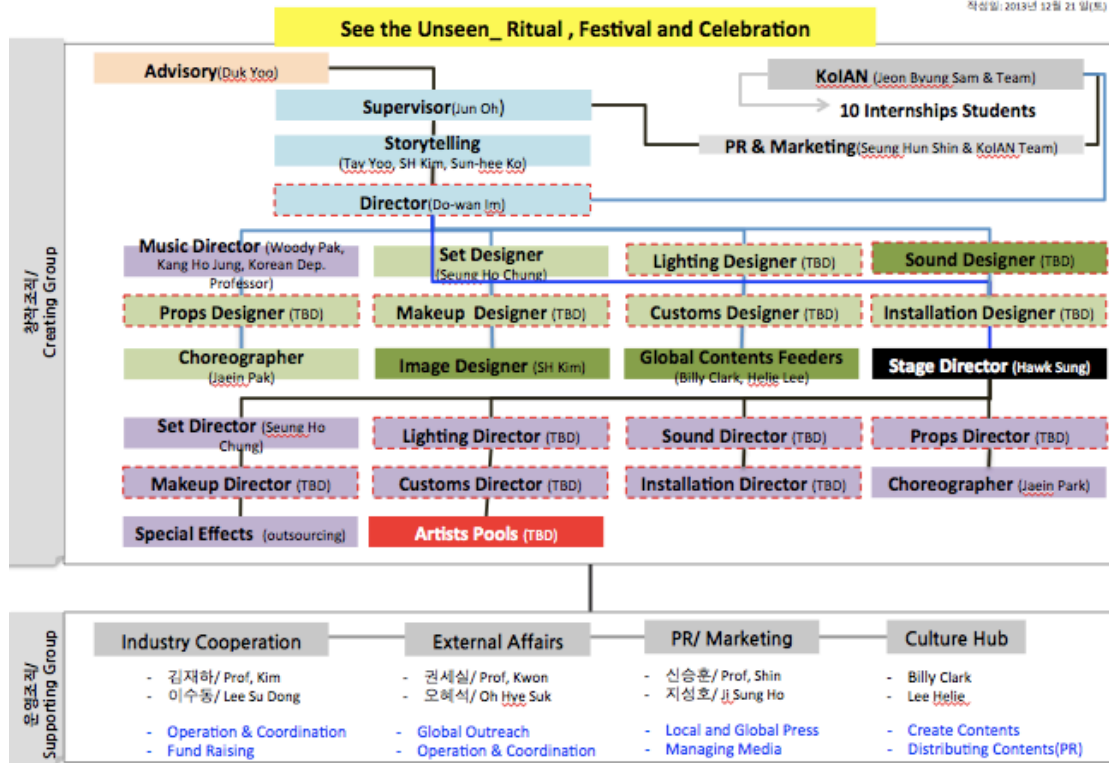 작성일: 2013년 12월 21일(토)
See the Unseen_ Ritual , Festival and Celebration
Advisory(Duk Yoo)
KoIAN (Jeon Byung Sam & Team)
Supervisor(Jun Oh)
10 Internships Students
Storytelling
(Tay Yoo, SH Kim, Sun-hee Ko)
PR & Marketing(Seung Hun Shin & KoIAN Team)
Director(Do-wan Im)
창작조직/
Creating Group
Music Director (Woody Pak,
Kang Ho Jung, Korean Dep.
Professor)
Set Designer
(Seung Ho Chung)
Lighting Designer (TBD)
Sound Designer (TBD)
Props Designer (TBD)
Makeup Designer (TBD)
Customs Designer (TBD)
Installation Designer (TBD)
Choreographer
(Jaein Pak)
Image Designer (SH Kim)
Global Contents Feeders
(Billy Clark, Helie Lee)
Stage Director (Hawk Sung)
Set Director (Seung Ho
Chung)
Lighting Director (TBD)
Sound Director (TBD)
Props Director (TBD)
Makeup Director (TBD)
Customs Director (TBD)
Installation Director (TBD)
Choreographer (Jaein Park)
Special Effects (outsourcing)
Artists Pools (TBD)
운영조직/
Supporting Group
Industry Cooperation
- 김재하/ Prof, Kim
- 이수동/ Lee Su Dong
- Operation & Coordination
- Fund Raising
External Affairs
- 권세실/ Prof, Kwon
- 오혜석/ Oh Hye Suk
- Global Outreach
- Operation & Coordination
PR/ Marketing
- 신승훈/ Prof, Shin
- 지성호/ Ji Sung Ho
- Local and Global Press
- Managing Media
Culture Hub
- Billy Clark
- Lee Helie
- Create Contents
- Distributing Contents(PR)